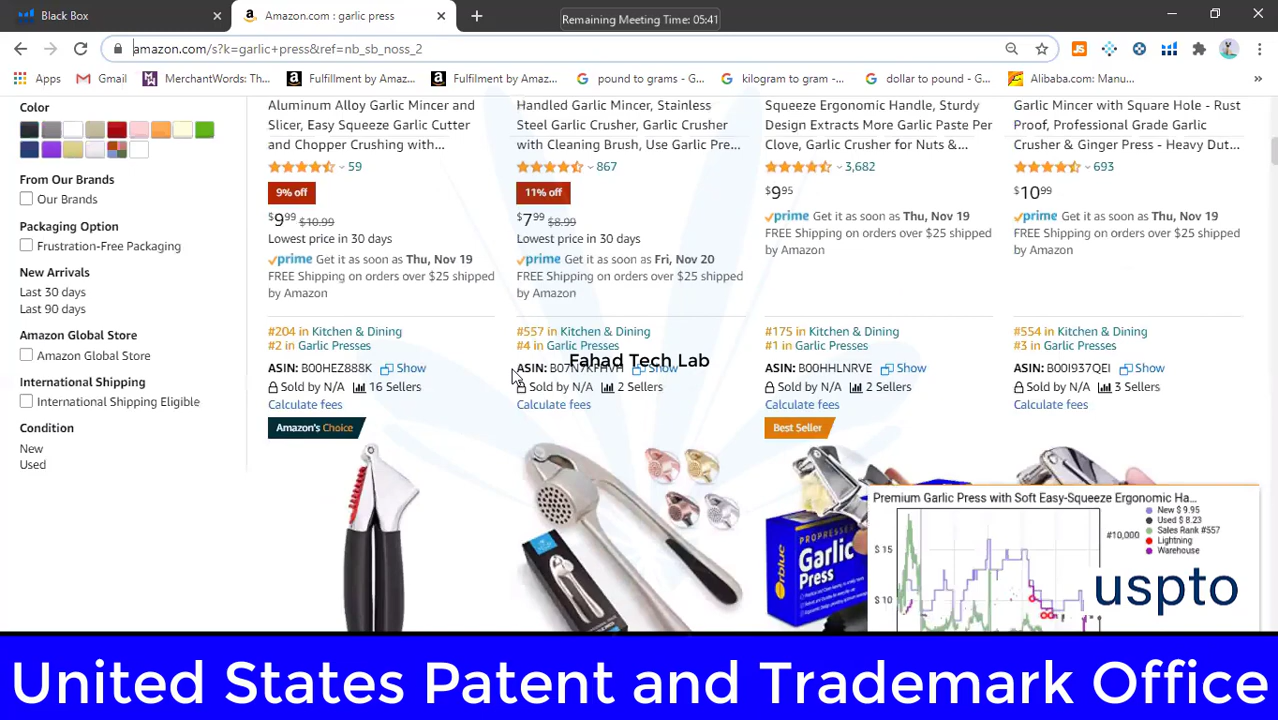 Black Box
Amazon.com : garlic press
Remaining Meeting Time: 05:41
amazon.com/s?k=garlic+press&ref=nb_sb_noss_2
Apps
Gmail
MerchantWords: Th...
Fulfillment by Amaz...
Fulfilment by Amaz...
pound to grams - G...
kilogram to gram -...
dollar to pound - G...
Alibaba.com: Manu...
Color
From Our Brands
Our Brands
Packaging Option
Frustration-Free Packaging
New Arrivals
Last 30 days
Last 90 days
Amazon Global Store
Amazon Global Store
International Shipping
International Shipping Eligible
Condition
New
Used
Aluminum Alloy Garlic Mincer and
Slicer, Easy Squeeze Garlic Cutter
and Chopper Crushing with...
59
9% off
$9 99 $10.99
Lowest price in 30 days
prime Get it as soon as Thu, Nov 19
FREE Shipping on orders over $25 shipped
by Amazon
#204 in Kitchen & Dining
#2 in Garlic Presses
ASIN: B00HEZ888K Show
Sold by N/A 16 Sellers
Calculate fees
Amazon's Choice
Handled Garlic Mincer, Stainless
Steel Garlic Crusher, Garlic Crusher
with Cleaning Brush, Use Garlic Pre...
867
11% off
$7 99 $8.99
Lowest price in 30 days
prime Get it as soon as Fri, Nov 20
FREE Shipping on orders over $25 shipped
by Amazon
#557 in Kitchen & Dining
#4 in Garlic Presses
Fahad Tech Lab
ASIN: Show
Sold by N/A 2 Sellers
Calculate fees
Squeeze Ergonomic Handle, Sturdy
Design Extracts More Garlic Paste Per
Clove, Garlic Crusher for Nuts &...
3,682
$9 95
prime Get it as soon as Thu, Nov 19
FREE Shipping on orders over $25 shipped
by Amazon
#175 in Kitchen & Dining
#1 in Garlic Presses
ASIN: B00HHLNRVE Show
Sold by N/A 2 Sellers
Calculate fees
Best Seller
PROFESSIONAL
Garlic
Press
Orblue
Garlic Mincer with Square Hole - Rust
Proof, Professional Grade Garlic
Crusher & Ginger Press - Heavy Dut...
693
$10 99
prime Get it as soon as Thu, Nov 19
FREE Shipping on orders over $25 shipped
by Amazon
#554 in Kitchen & Dining
#3 in Garlic Presses
ASIN: B00I937QEI Show
Sold by N/A 3 Sellers
Calculate fees
Premium Garlic Press with Soft Easy-Squeeze Ergonomic Ha...
New $ 9.95
Used $ 8.23
Sales Rank #557
Lightning
Warehouse
$ 15
$ 10
#10,000
uspto
United States Patent and Trademark Office